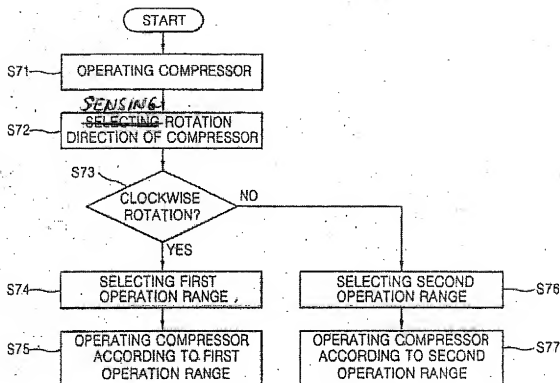 START
S71
OPERATING COMPRESSOR
SENSING
S72
SELECTING ROTATION
DIRECTION OF COMPRESSOR
S73
CLOCKWISE
ROTATION?
NO
YES
S74
SELECTING FIRST
OPERATION RANGE
SELECTING SECOND
OPERATION RANGE
S76
S75
OPERATING COMPRESSOR
ACCORDING TO FIRST
OPERATION RANGE
OPERATING COMPRESSOR
ACCORDING TO SECOND
OPERATION RANGE
S77